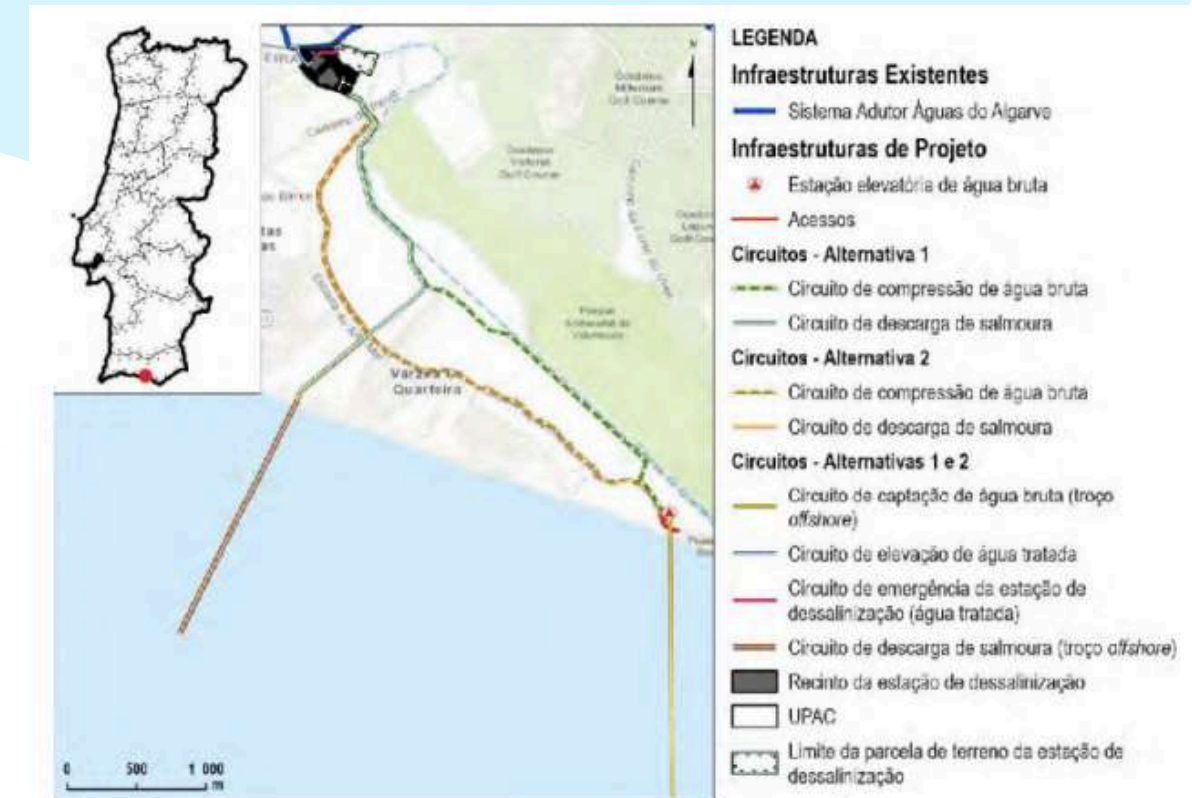 LEGENDA
Infraestruturas Existentes
Sistema Adutor Águas do Algarve
Infraestruturas de Projeto
Estação elevatória de água bruta
Acessos
Circuitos - Alternativa 1
Circuito de compressão de água bruta
Circuito de descarga de salmoura
Circuitos - Alternativa 2
Circuito de compressão de água bruta
Circuito de descarga de salmoura
Circuitos - Alternativas 1 e 2
Circuito de captação de água bruta (troço
offshore)
Circuito de elevação de água tratada
Circuito de emergência da estação de
dessalinização (água tratada)
Circuito de descarga de salmoura (troço offshore)
Recinto da estação de dessalinização
UPAC
Limite da parcela de terreno da estação de
dessalinização
Golf Course
Victoria
Golf Course
Quarteira
0 500 1 000
m